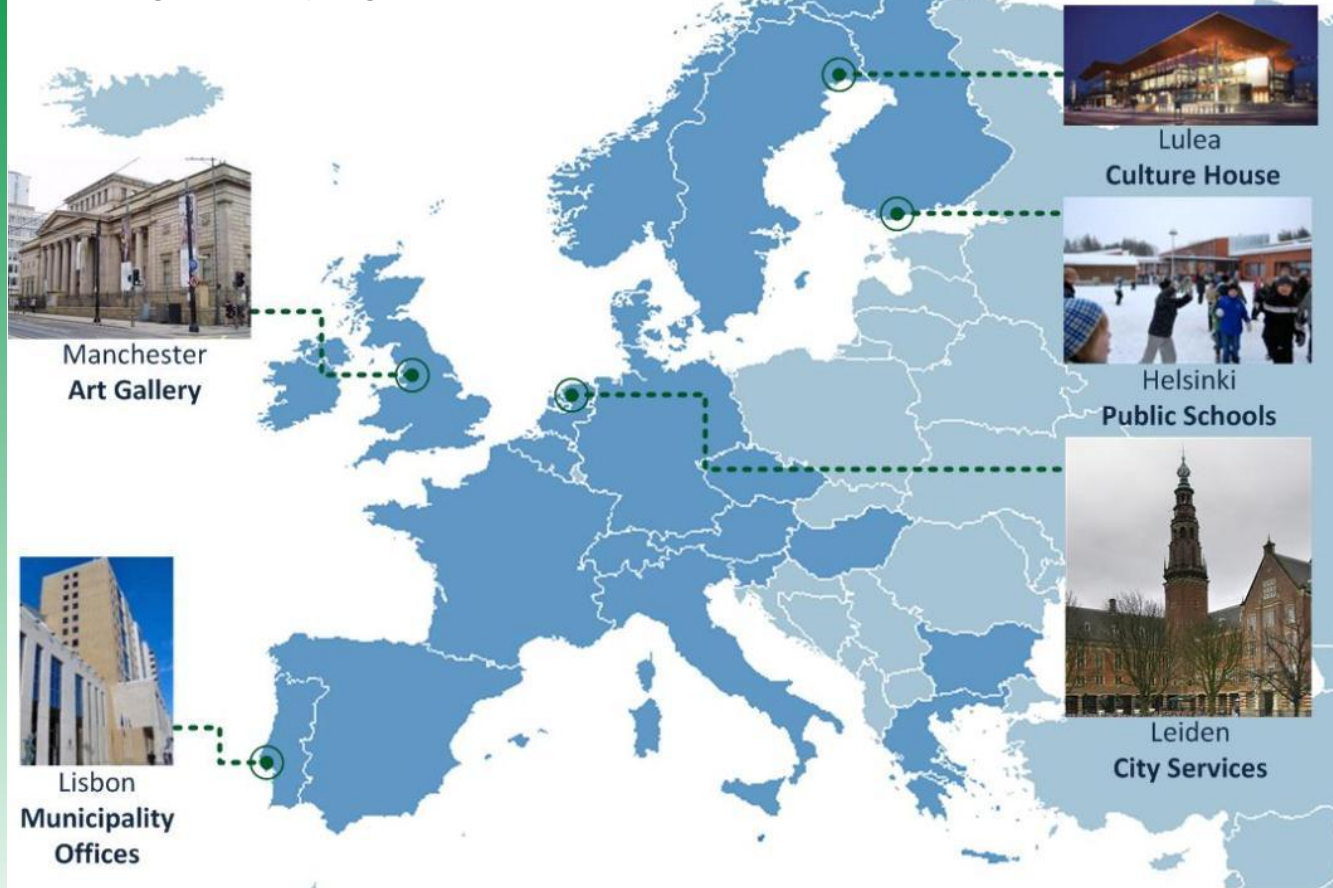 Manchester
Art Gallery
Lisbon
Municipality
Offices
Lulea
Culture House
Helsinki
Public Schools
Leiden
City Services